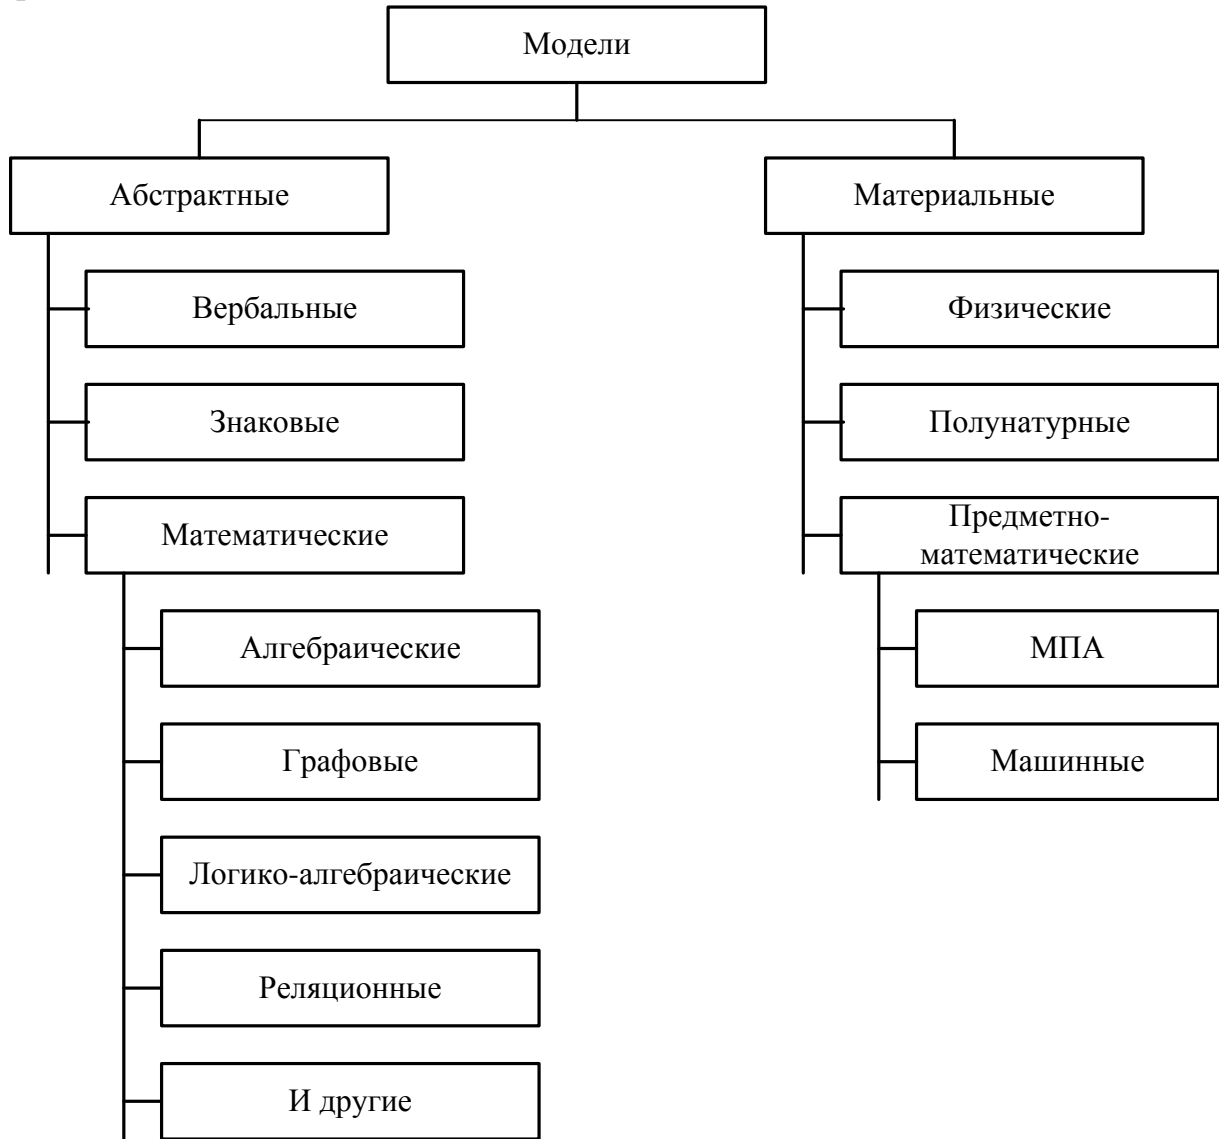 Модели
Абстрактные
Вербальные
Знаковые
Математические
Алгебраические
Графовые
Логико-алгебраические
Реляционные
И другие
Материальные
Физические
Полунатурные
Предметно-
математические
МПА
Машинные